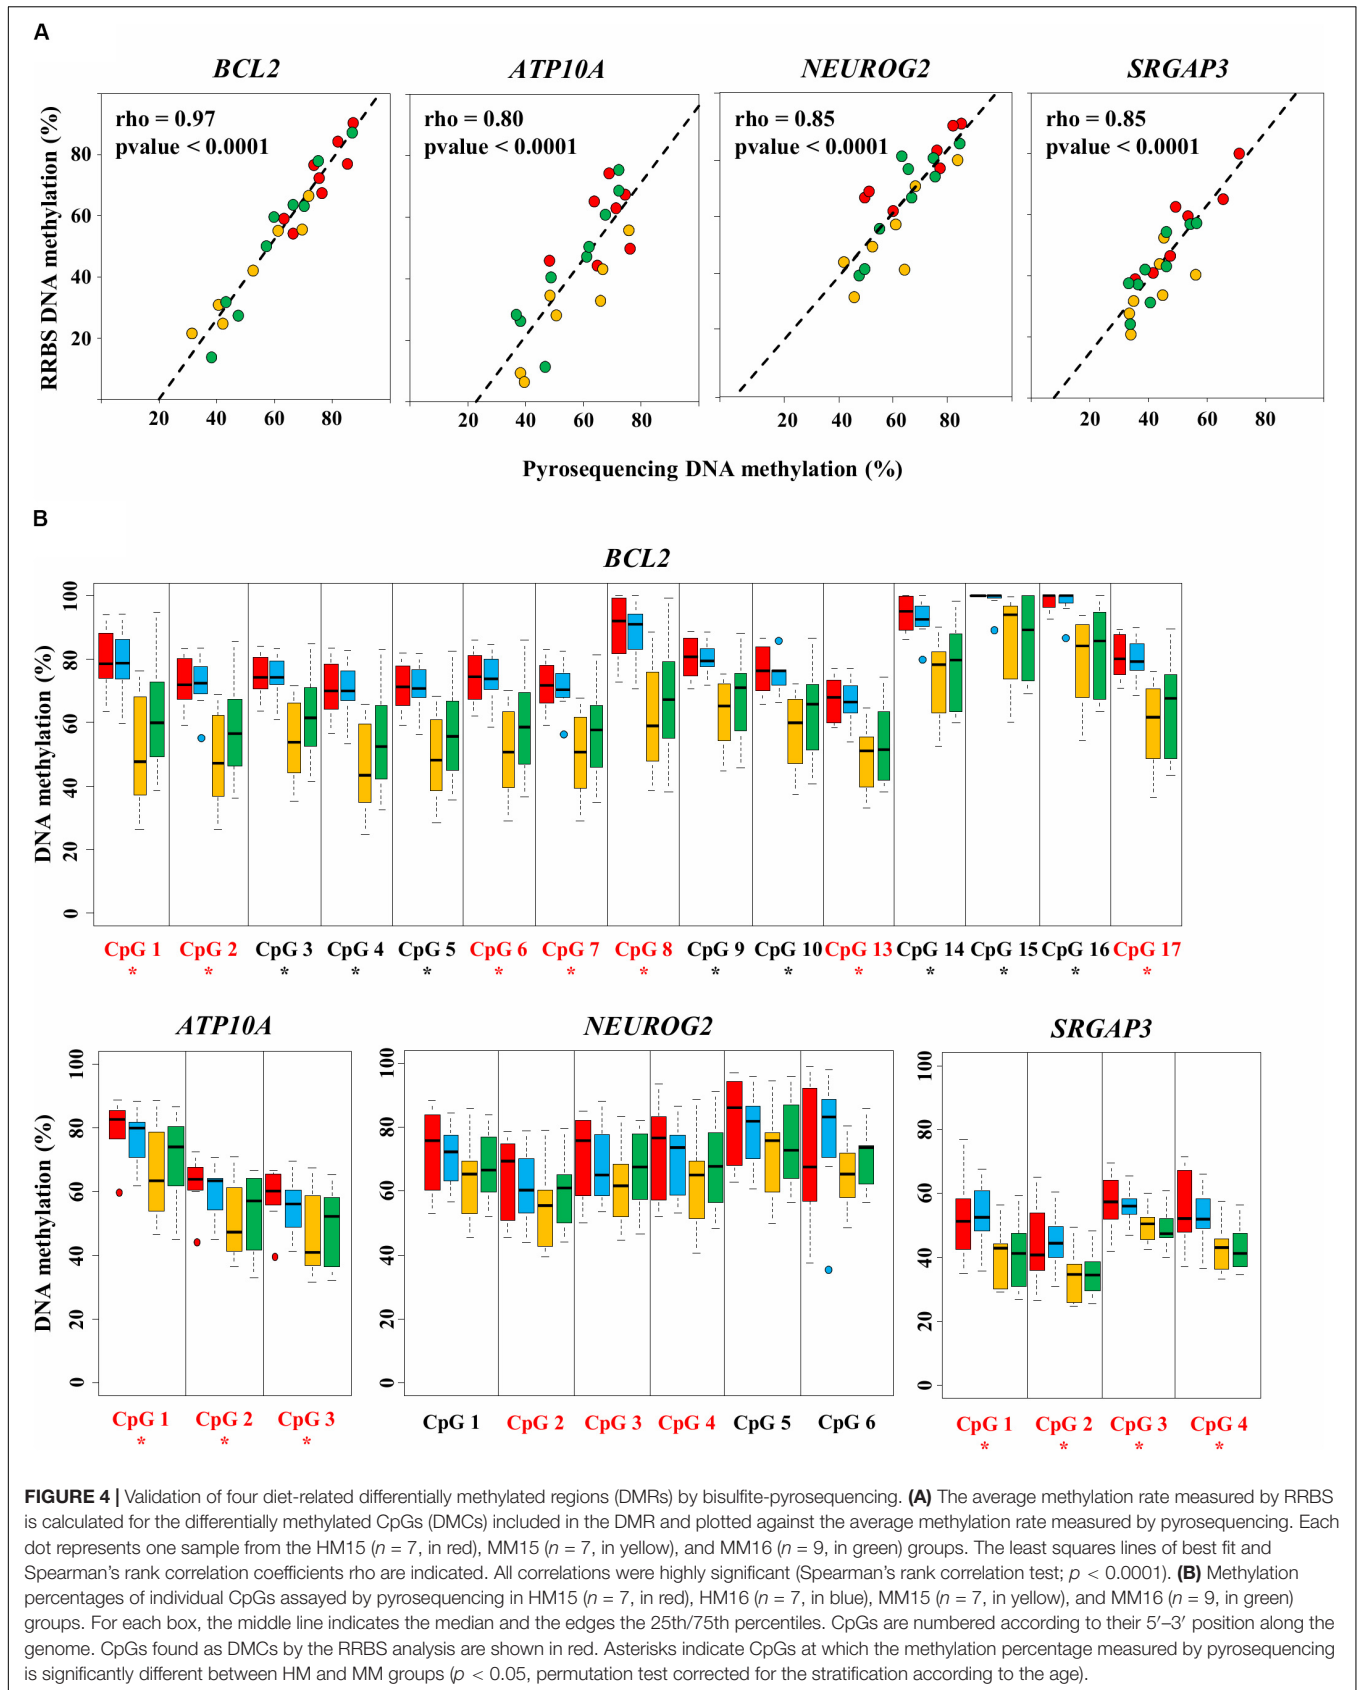 A
BCL2 ATP10A NEUROG2 SRGAP3
rho = 0.97 rho = 0.80 rho = 0.85 rho = 0.85
pvalue < 0.0001 pvalue < 0.0001 pvalue < 0.0001 pvalue < 0.0001
RRBS DNA methylation (%)
80
60
40
20
20 40 60 80 20 40 60 80 20 40 60 80 20 40 60 80
Pyrosequencing DNA methylation (%)
B
BCL2
DNA methylation (%)
100
80
60
40
20
0
CpG 1 CpG 2 CpG 3 CpG 4 CpG 5 CpG 6 CpG 7 CpG 8 CpG 9 CpG 10 CpG 13 CpG 14 CpG 15 CpG 16 CpG 17
* * * * * * * * * * * * * * *
ATP10A NEUROG2 SRGAP3
DNA methylation (%)
100 100 100
80 80 80
60 60 60
40 40 40
20 20 20
0 0 0
CpG 1 CpG 2 CpG 3 CpG 1 CpG 2 CpG 3 CpG 4 CpG 5 CpG 6 CpG 1 CpG 2 CpG 3 CpG 4
* * * * * * *
FIGURE 4 | Validation of four diet-related differentially methylated regions (DMRs) by bisulfite-pyrosequencing. (A) The average methylation rate measured by RRBS
is calculated for the differentially methylated CpGs (DMCs) included in the DMR and plotted against the average methylation rate measured by pyrosequencing. Each
dot represents one sample from the HM15 (n = 7, in red), MM15 (n = 7, in yellow), and MM16 (n = 9, in green) groups. The least squares lines of best fit and
Spearman's rank correlation coefficients rho are indicated. All correlations were highly significant (Spearman's rank correlation test; p < 0.0001). (B) Methylation
percentages of individual CpGs assayed by pyrosequencing in HM15 (n = 7, in red), HM16 (n = 7, in blue), MM15 (n = 7, in yellow), and MM16 (n = 9, in green)
groups. For each box, the middle line indicates the median and the edges the 25th/75th percentiles. CpGs are numbered according to their 5′–3′ position along the
genome. CpGs found as DMCs by the RRBS analysis are shown in red. Asterisks indicate CpGs at which the methylation percentage measured by pyrosequencing
is significantly different between HM and MM groups (p < 0.05, permutation test corrected for the stratification according to the age).